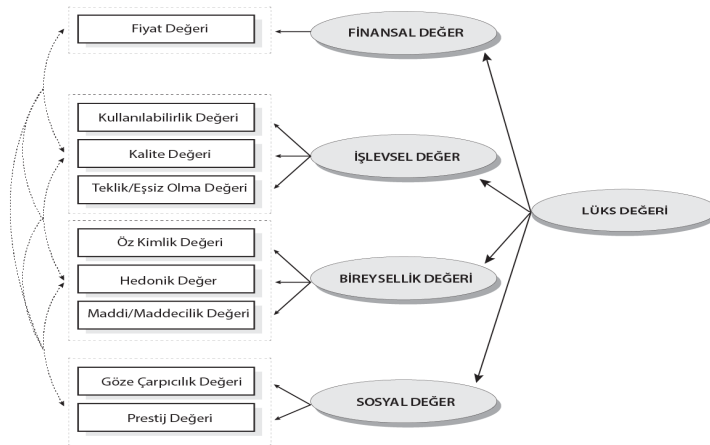 Fiyat Değeri
FİNANSAL DEĞER
Kullanılabilirlik Değeri
Kalite Değeri
Teklik/Eşsiz Olma Değeri
İŞLEVSEL DEĞER
LÜKS DEĞERİ
Öz Kimlik Değeri
Hedonik Değer
Maddi/Maddecilik Değeri
BİREYSELLİK DEĞERİ
Göze Çarpıcılık Değeri
Prestij Değeri
SOSYAL DEĞER